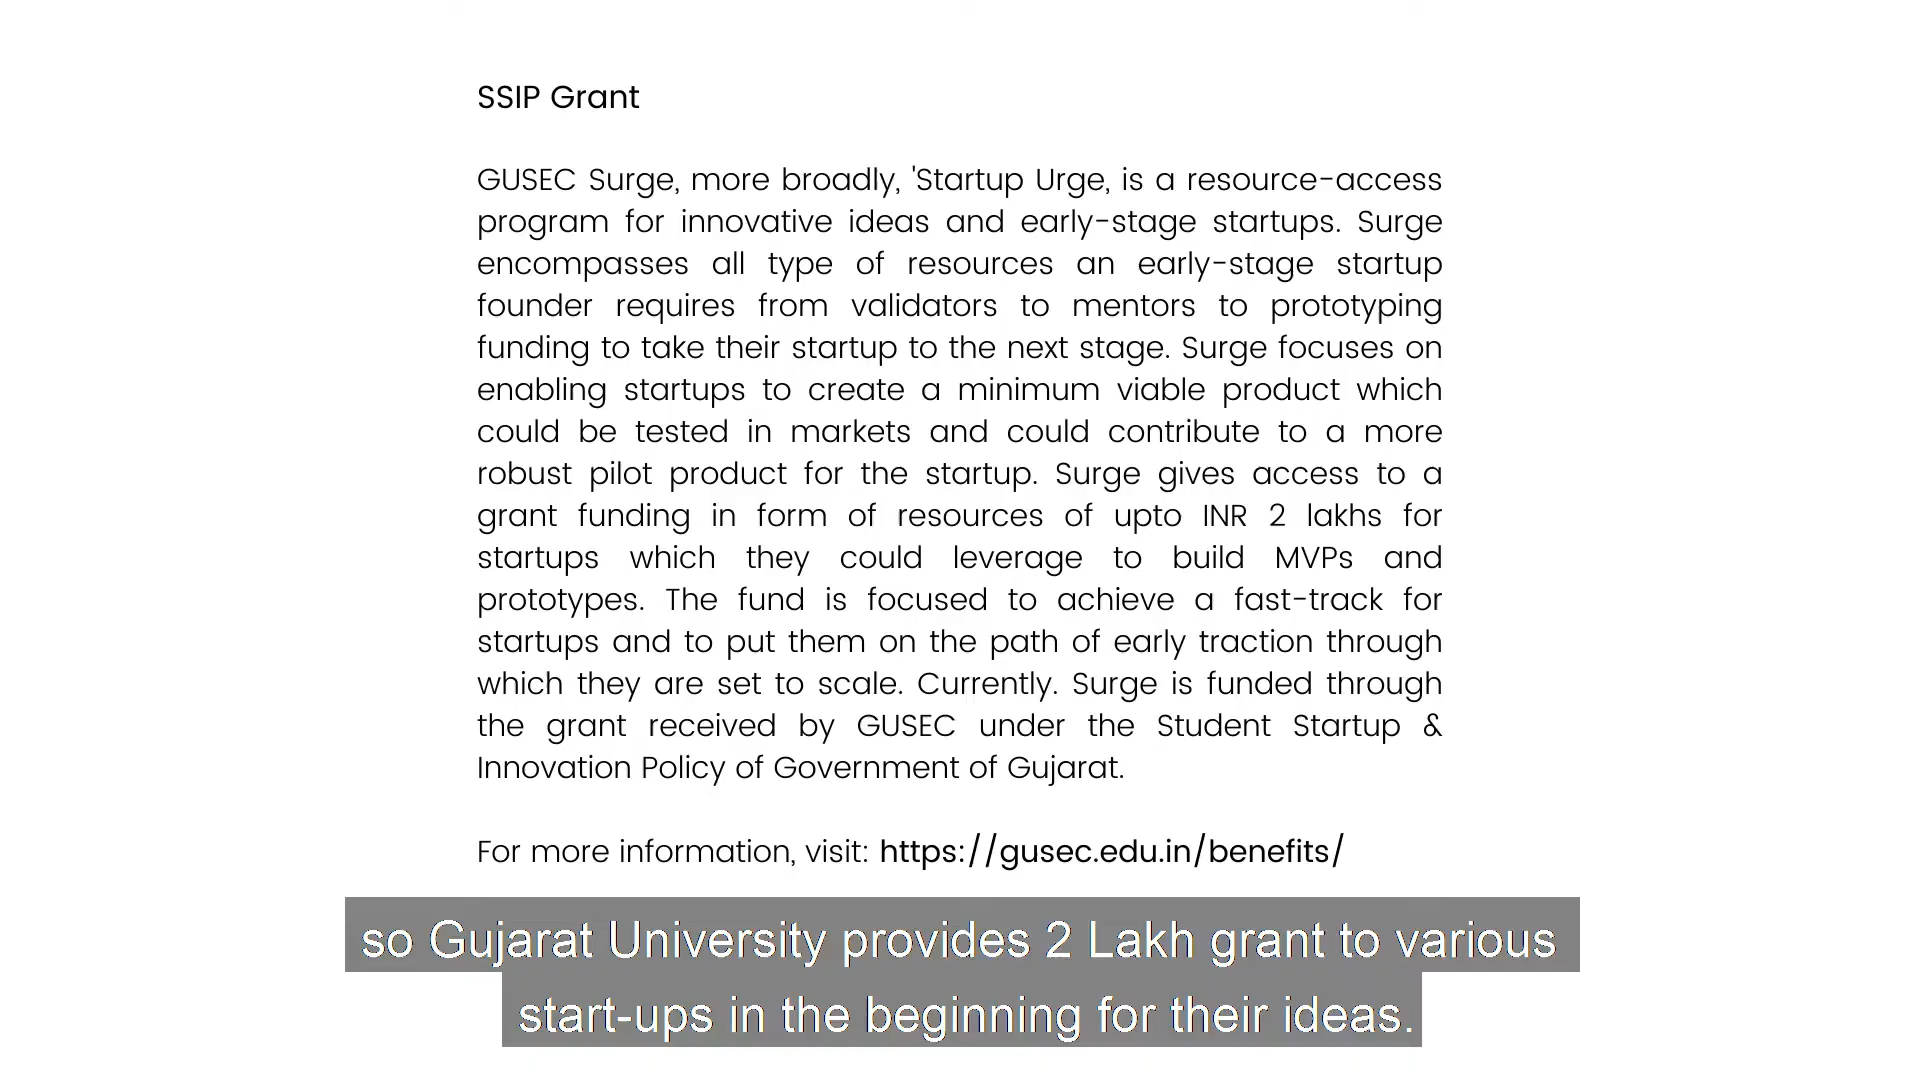 SSIP Grant
GUSEC Surge, more broadly, 'Startup Urge, is a resource-access
program for innovative ideas and early-stage startups. Surge
encompasses all type of resources an early-stage startup
founder requires from validators to mentors to prototyping
funding to take their startup to the next stage. Surge focuses on
enabling startups to create a minimum viable product which
could be tested in markets and could contribute to a more
robust pilot product for the startup. Surge gives access to a
grant funding in form of resources of upto INR 2 lakhs for
startups which they could leverage to build MVPs and
prototypes. The fund is focused to achieve a fast-track for
startups and to put them on the path of early traction through
which they are set to scale. Currently. Surge is funded through
the grant received by GUSEC under the Student Startup &
Innovation Policy of Government of Gujarat.
For more information, visit: https://gusec.edu.in/benefits/
so Gujarat University provides 2 Lakh grant to various
start-ups in the beginning for their ideas.